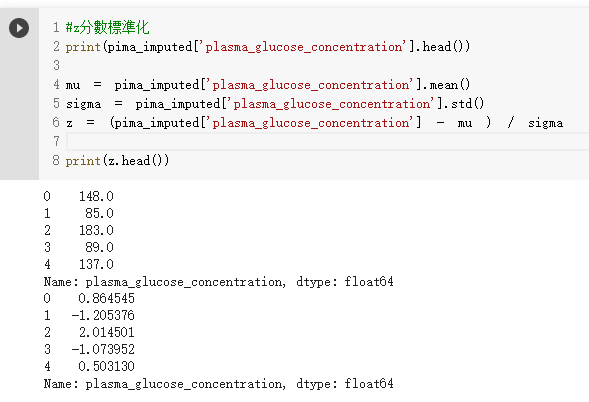 1 #z分數標準化
2 print(pima_imputed['plasma_glucose_concentration'].head())
3
4 mu = pima_imputed['plasma_glucose_concentration'].mean()
5 sigma = pima_imputed['plasma_glucose_concentration'].std()
6 z = (pima_imputed['plasma_glucose_concentration'] - mu ) / sigma
7
8 print(z.head())
0 148.0
1 85.0
2 183.0
3 89.0
4 137.0
Name: plasma_glucose_concentration, dtype: float64
0 0.864545
1 -1.205376
2 2.014501
3 -1.073952
4 0.503130
Name: plasma_glucose_concentration, dtype: float64